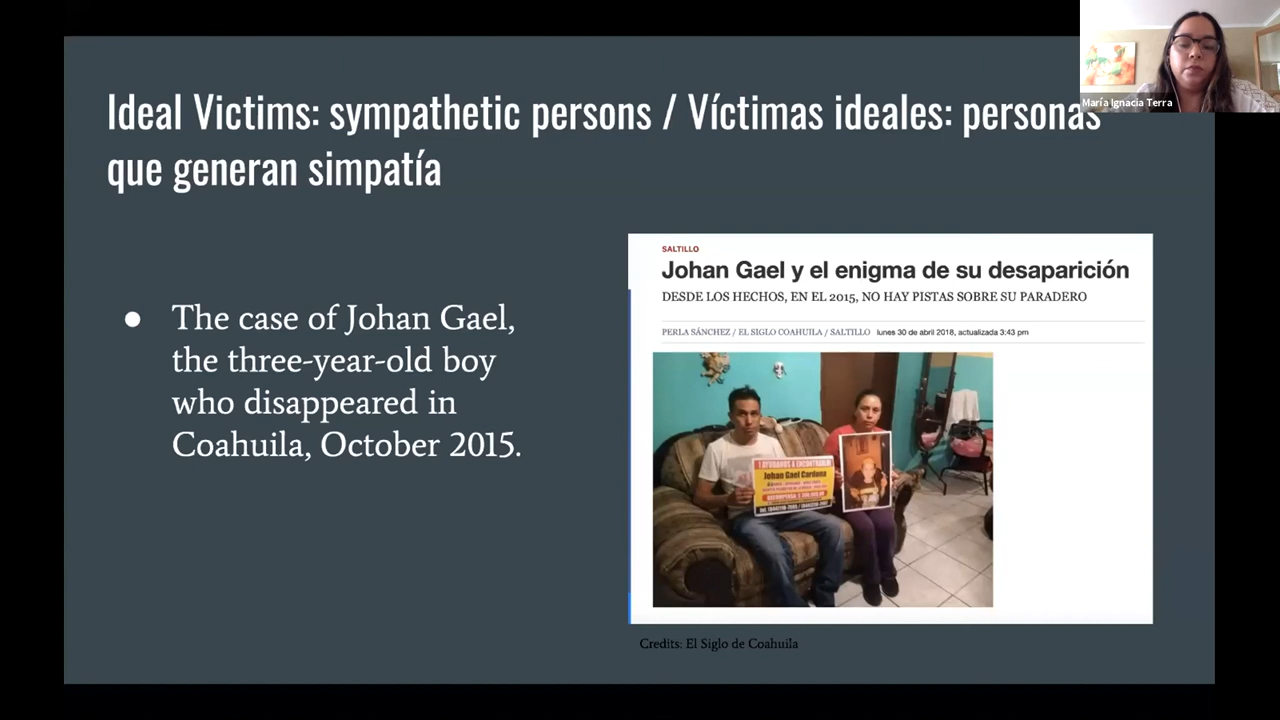 María Ignacia Terra
Ideal Victims: sympathetic persons / Víctimas ideales: personas
que generan simpatía
● The case of Johan Gael,
the three-year-old boy
who disappeared in
Coahuila, October 2015.
SALTILLO
Johan Gael y el enigma de su desaparición
DESDE LOS HECHOS, EN EL 2015, NO HAY PISTAS SOBRE SU PARADERO
PERLA SÁNCHEZ / EL SIGLO COAHUILA / SALTILLO lunes 30 de abril 2018, actualizada 3:43 pm
AYUDANOS A ENCONTRARLO
Johan Gael Cardona
Credits: El Siglo de Coahuila